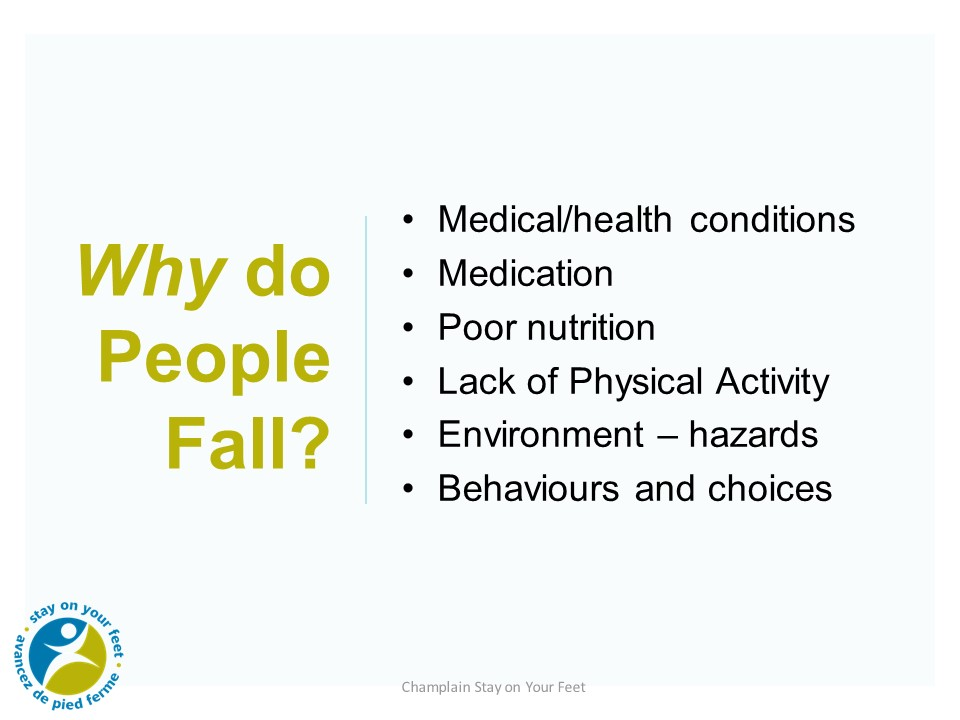 Why do
People
Fall?
• Medical/health conditions
• Medication
• Poor nutrition
• Lack of Physical Activity
• Environment – hazards
• Behaviours and choices
stay on your feet
avancez de pied ferme
Champlain Stay on Your Feet